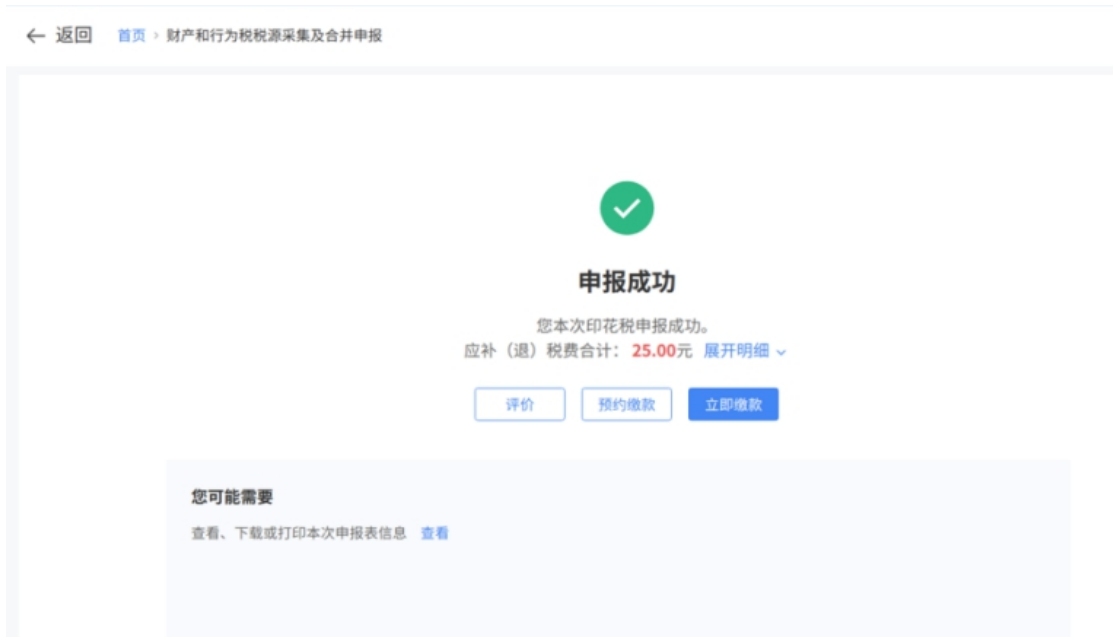 ← 返回 首页 › 财产和行为税税源采集及合并申报
申报成功
您本次印花税申报成功。
应补（退）税费合计： 25.00元 展开明细
评价 预约缴款 立即缴款
您可能需要
查看、下载或打印本次申报表信息 查看